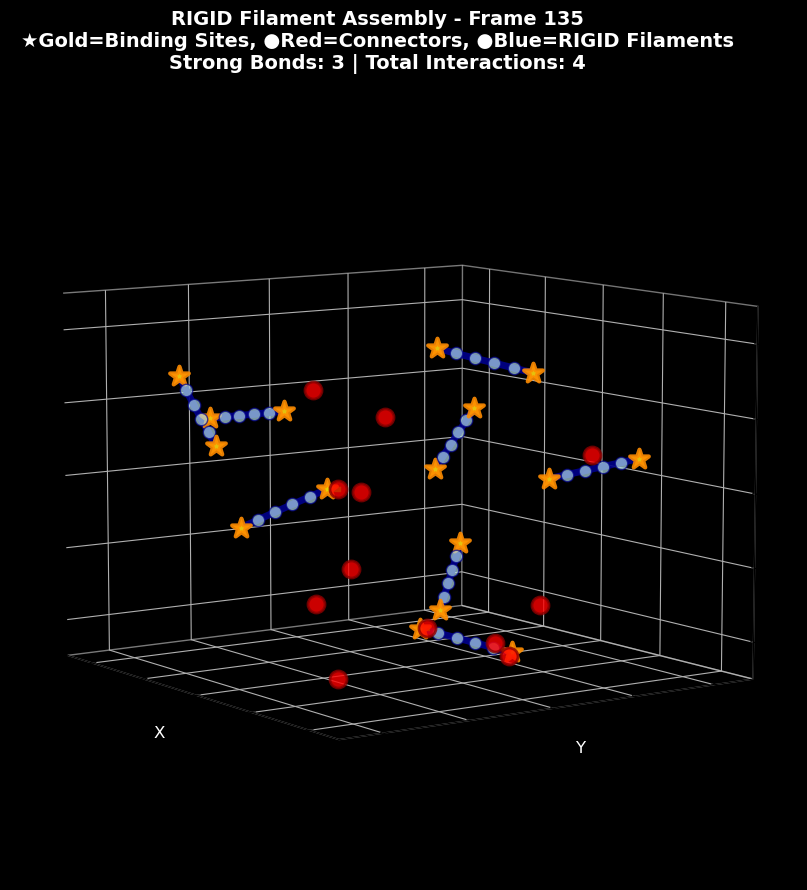 RIGID Filament Assembly - Frame 135
★Gold=Binding Sites, ●Red=Connectors, ●Blue=RIGID Filaments
Strong Bonds: 3 | Total Interactions: 4
X
Y